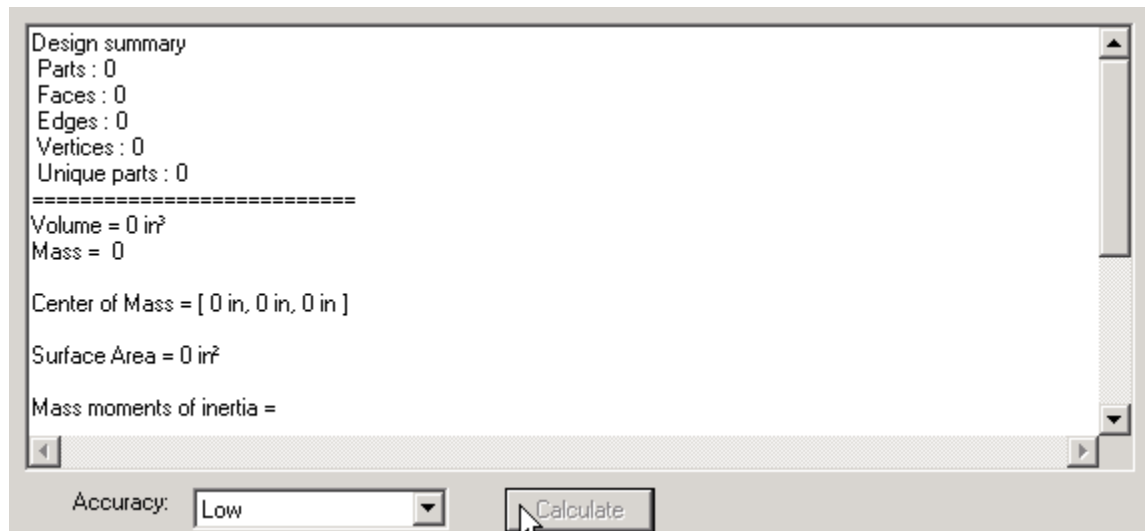 Design summary
Parts : 0
Faces : 0
Edges : 0
Vertices : 0
Unique parts : 0
===========================
Volume = 0 in³
Mass =  0
Center of Mass = [ 0 in, 0 in, 0 in ]
Surface Area = 0 in²
Mass moments of inertia =
Accuracy: Low Calculate